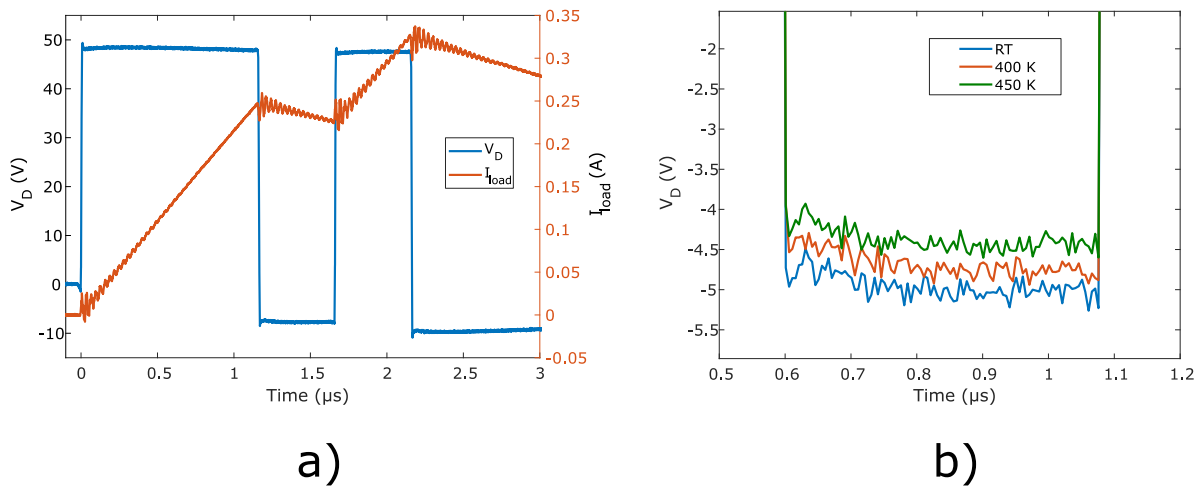 50
40
30
20
10
0
-10
V_D (V)
0.35
0.3
0.25
0.2
0.15
0.1
0.05
0
-0.05
I_load (A)
V_D
I_load
0 0.5 1 1.5 2 2.5 3
Time (µs)
a)
-2
-2.5
-3
-3.5
-4
-4.5
-5
-5.5
V_D (V)
RT
400 K
450 K
0.5 0.6 0.7 0.8 0.9 1 1.1 1.2
Time (µs)
b)